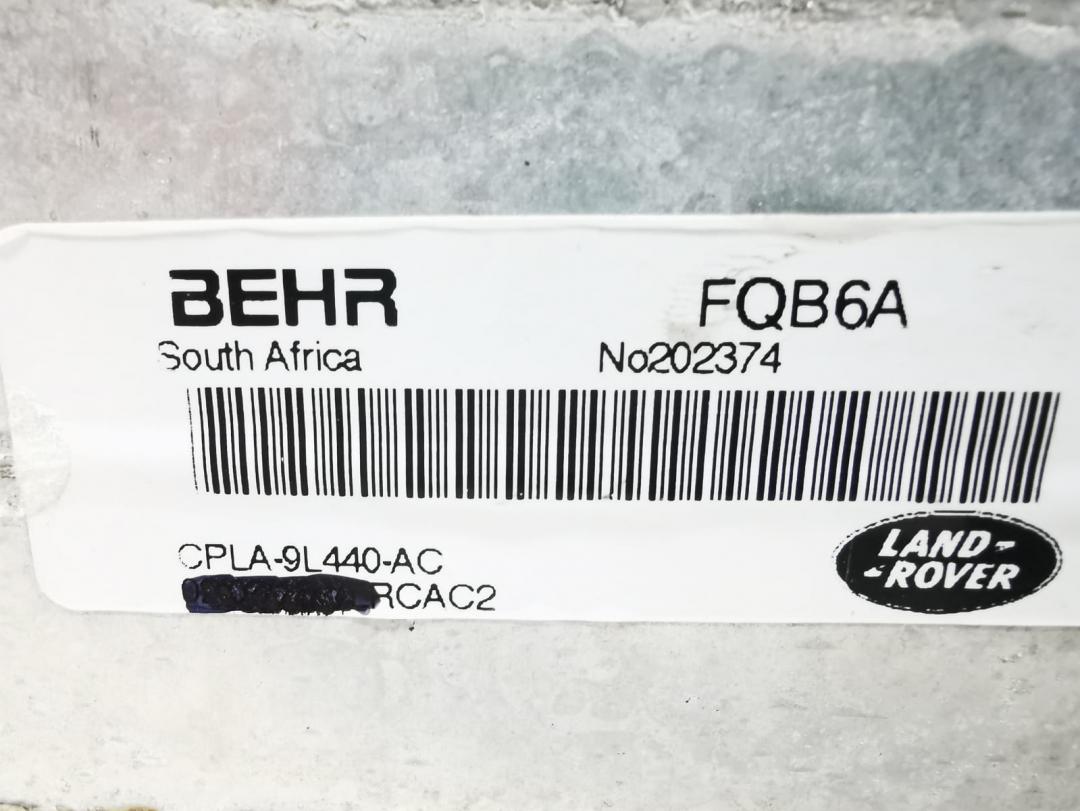 BEHR
FQB6A
South Africa
No202374
CPLA-9L440-AC
RCAC2
LAND-
-ROVER